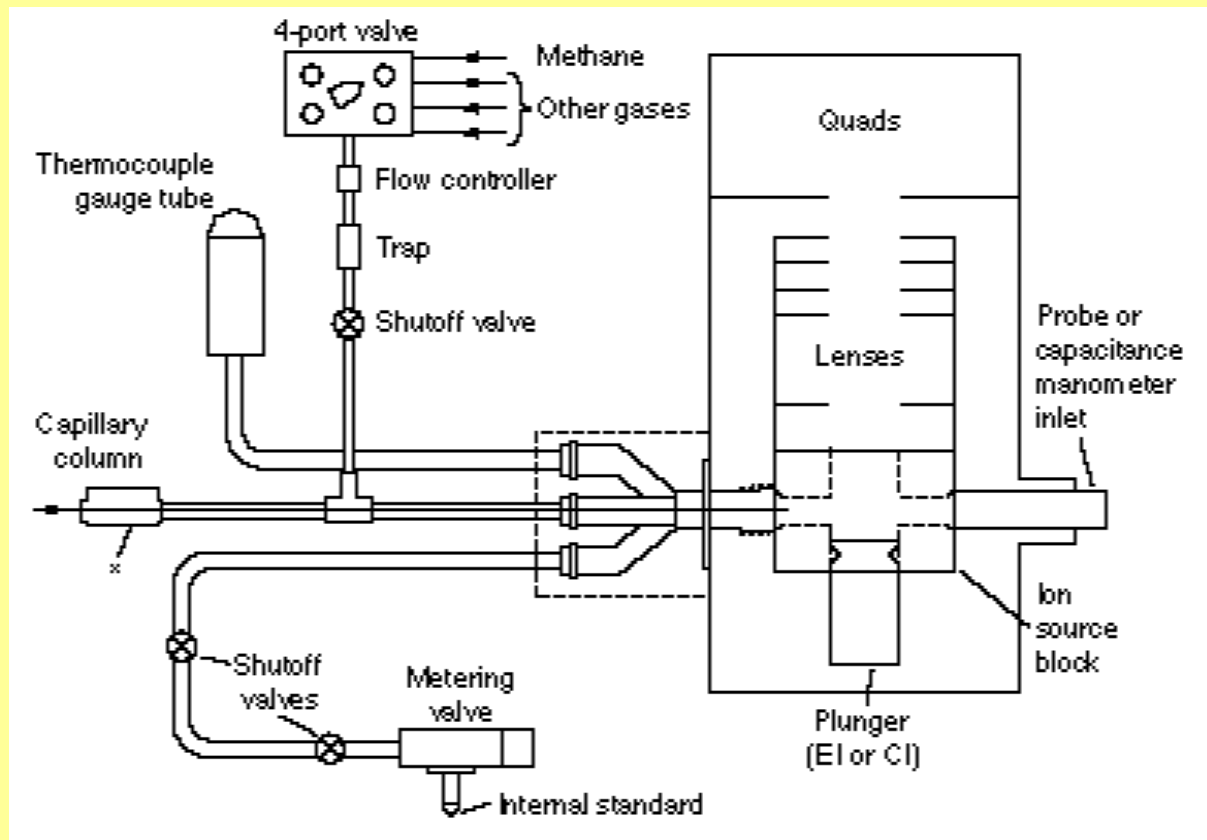 4-port valve
Methane
Other gases
Quads
Thermocouple
gauge tube
Flow controller
Trap
Shutoff valve
Lenses
Probe or
capacitance
manometer
inlet
Capillary
column
x
Ion
source
block
Shutoff
valves
Metering
valve
Plunger
(EI or CI)
Internal standard